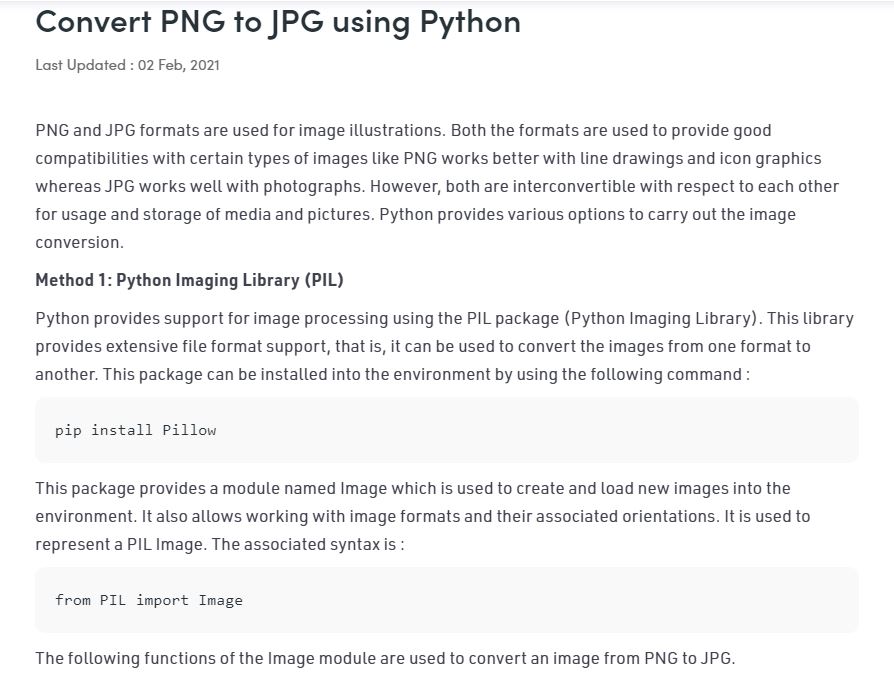 Convert PNG to JPG using Python
Last Updated : 02 Feb, 2021
PNG and JPG formats are used for image illustrations. Both the formats are used to provide good
compatibilities with certain types of images like PNG works better with line drawings and icon graphics
whereas JPG works well with photographs. However, both are interconvertible with respect to each other
for usage and storage of media and pictures. Python provides various options to carry out the image
conversion.
Method 1: Python Imaging Library (PIL)
Python provides support for image processing using the PIL package (Python Imaging Library). This library
provides extensive file format support, that is, it can be used to convert the images from one format to
another. This package can be installed into the environment by using the following command :
pip install Pillow
This package provides a module named Image which is used to create and load new images into the
environment. It also allows working with image formats and their associated orientations. It is used to
represent a PIL Image. The associated syntax is :
from PIL import Image
The following functions of the Image module are used to convert an image from PNG to JPG.